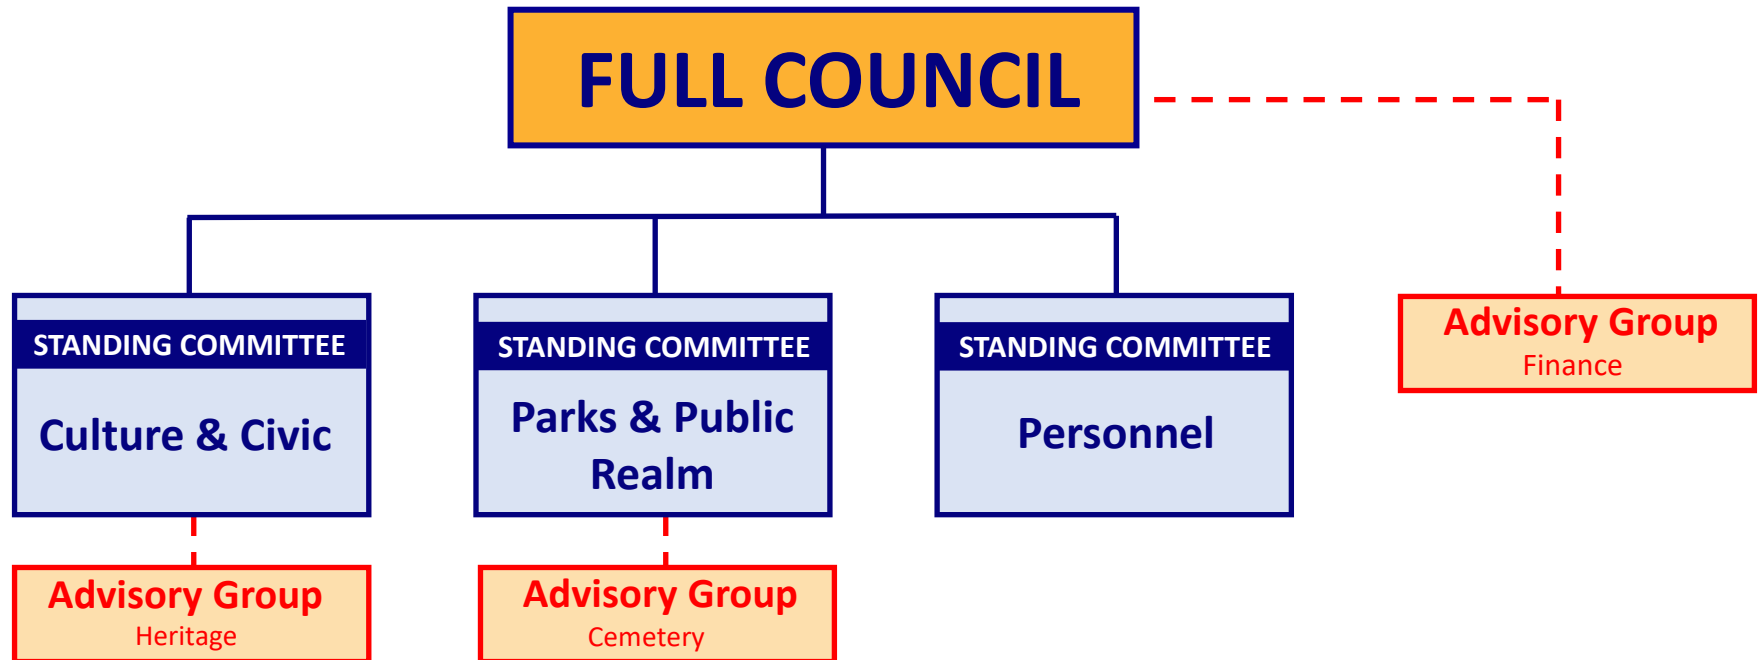 FULL COUNCIL
STANDING COMMITTEE
Culture & Civic
STANDING COMMITTEE
Parks & Public
Realm
STANDING COMMITTEE
Personnel
Advisory Group
Finance
Advisory Group
Heritage
Advisory Group
Cemetery